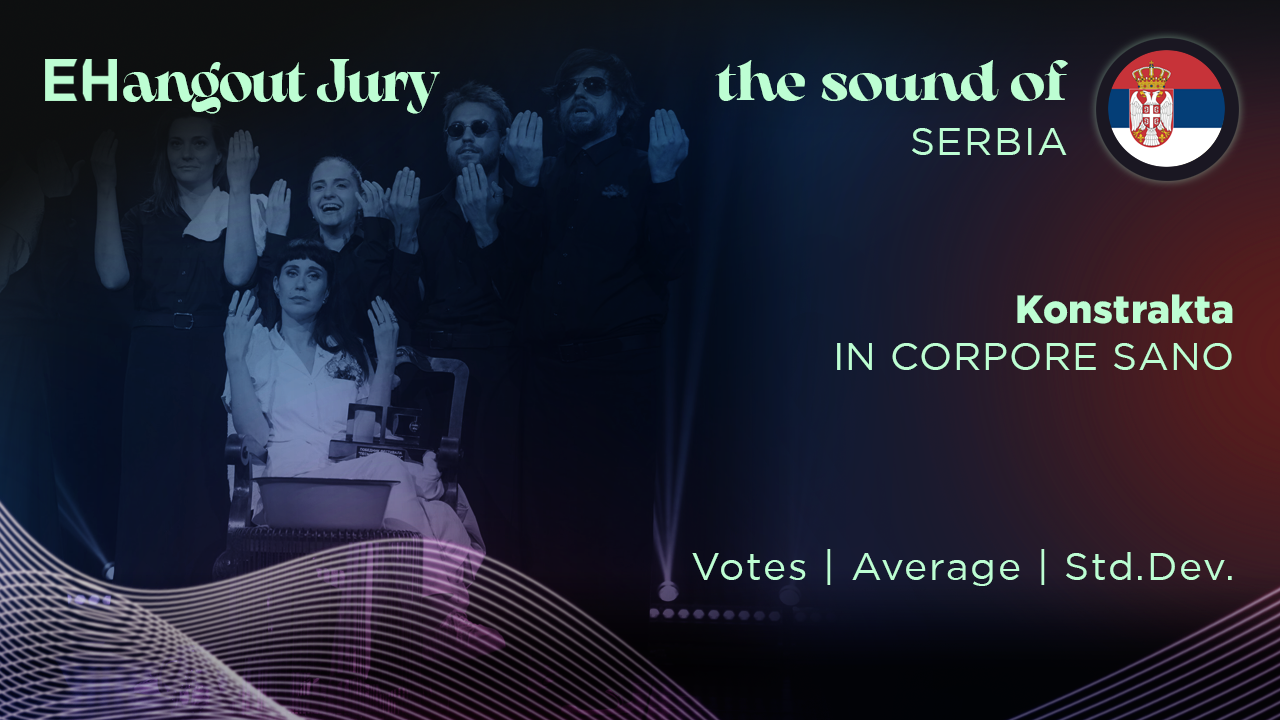 EHangout Jury
the sound of
SERBIA
Konstrakta
IN CORPORE SANO
Votes | Average | Std.Dev.